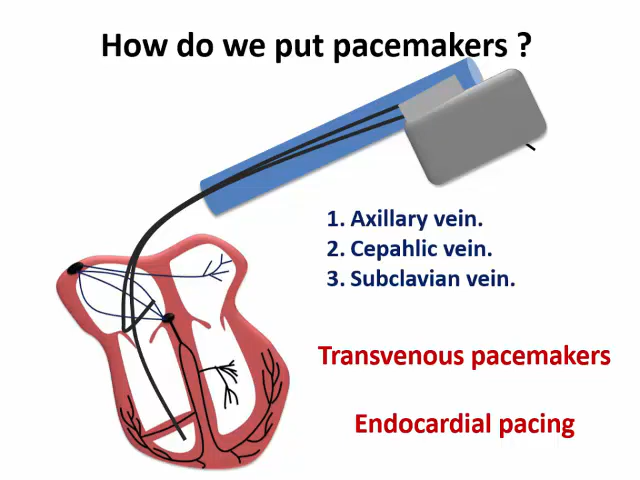 How do we put pacemakers ?
1. Axillary vein.
2. Cepahlic vein.
3. Subclavian vein.
Transvenous pacemakers
Endocardial pacing